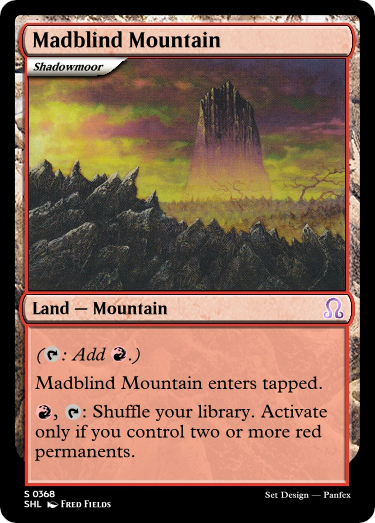 Madblind Mountain
Shadowmoor
Land — Mountain
(: Add .)
Madblind Mountain enters tapped.
, : Shuffle your library. Activate
only if you control two or more red
permanents.
S 0368
SHL Fred Fields
Set Design — Panfex